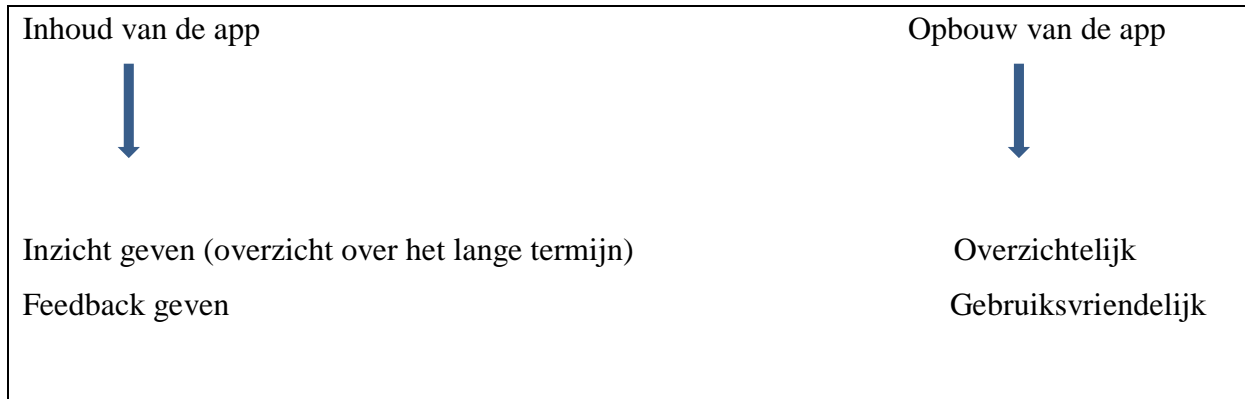 Inhoud van de app Opbouw van de app
Inzicht geven (overzicht over het lange termijn) Overzichtelijk
Feedback geven Gebruiksvriendelijk